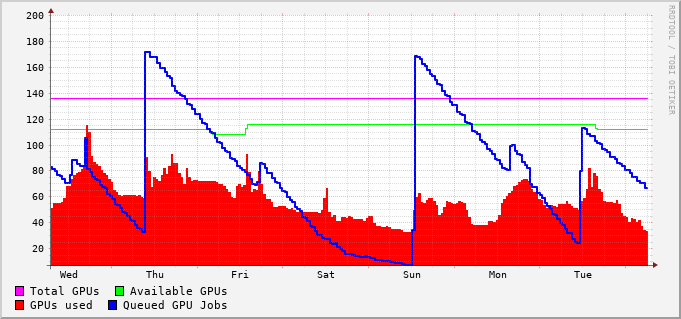 200
180
160
140
120
100
80
60
40
20
Wed Thu Fri Sat Sun Mon Tue
Total GPUs Available GPUs
GPUs used Queued GPU Jobs
RRDTOOL / TOBI OETIKER